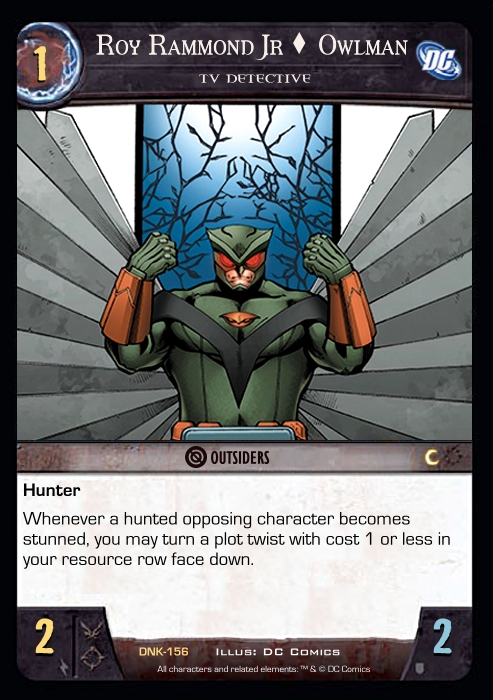 1
Roy Rammond Jr ♦ Owlman
DC
TV Detective
OUTSIDERS
C
Hunter
Whenever a hunted opposing character becomes
stunned, you may turn a plot twist with cost 1 or less in
your resource row face down.
2
2
DNK-156 Illus: DC Comics
All characters and related elements: ™ & © DC Comics